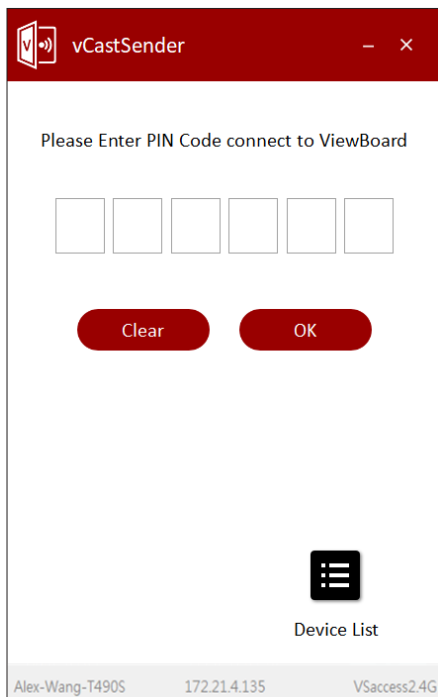 vCastSender
Please Enter PIN Code connect to ViewBoard
Clear OK
Device List
Alex-Wang-T490S 172.21.4.135 VSaccess2.4G